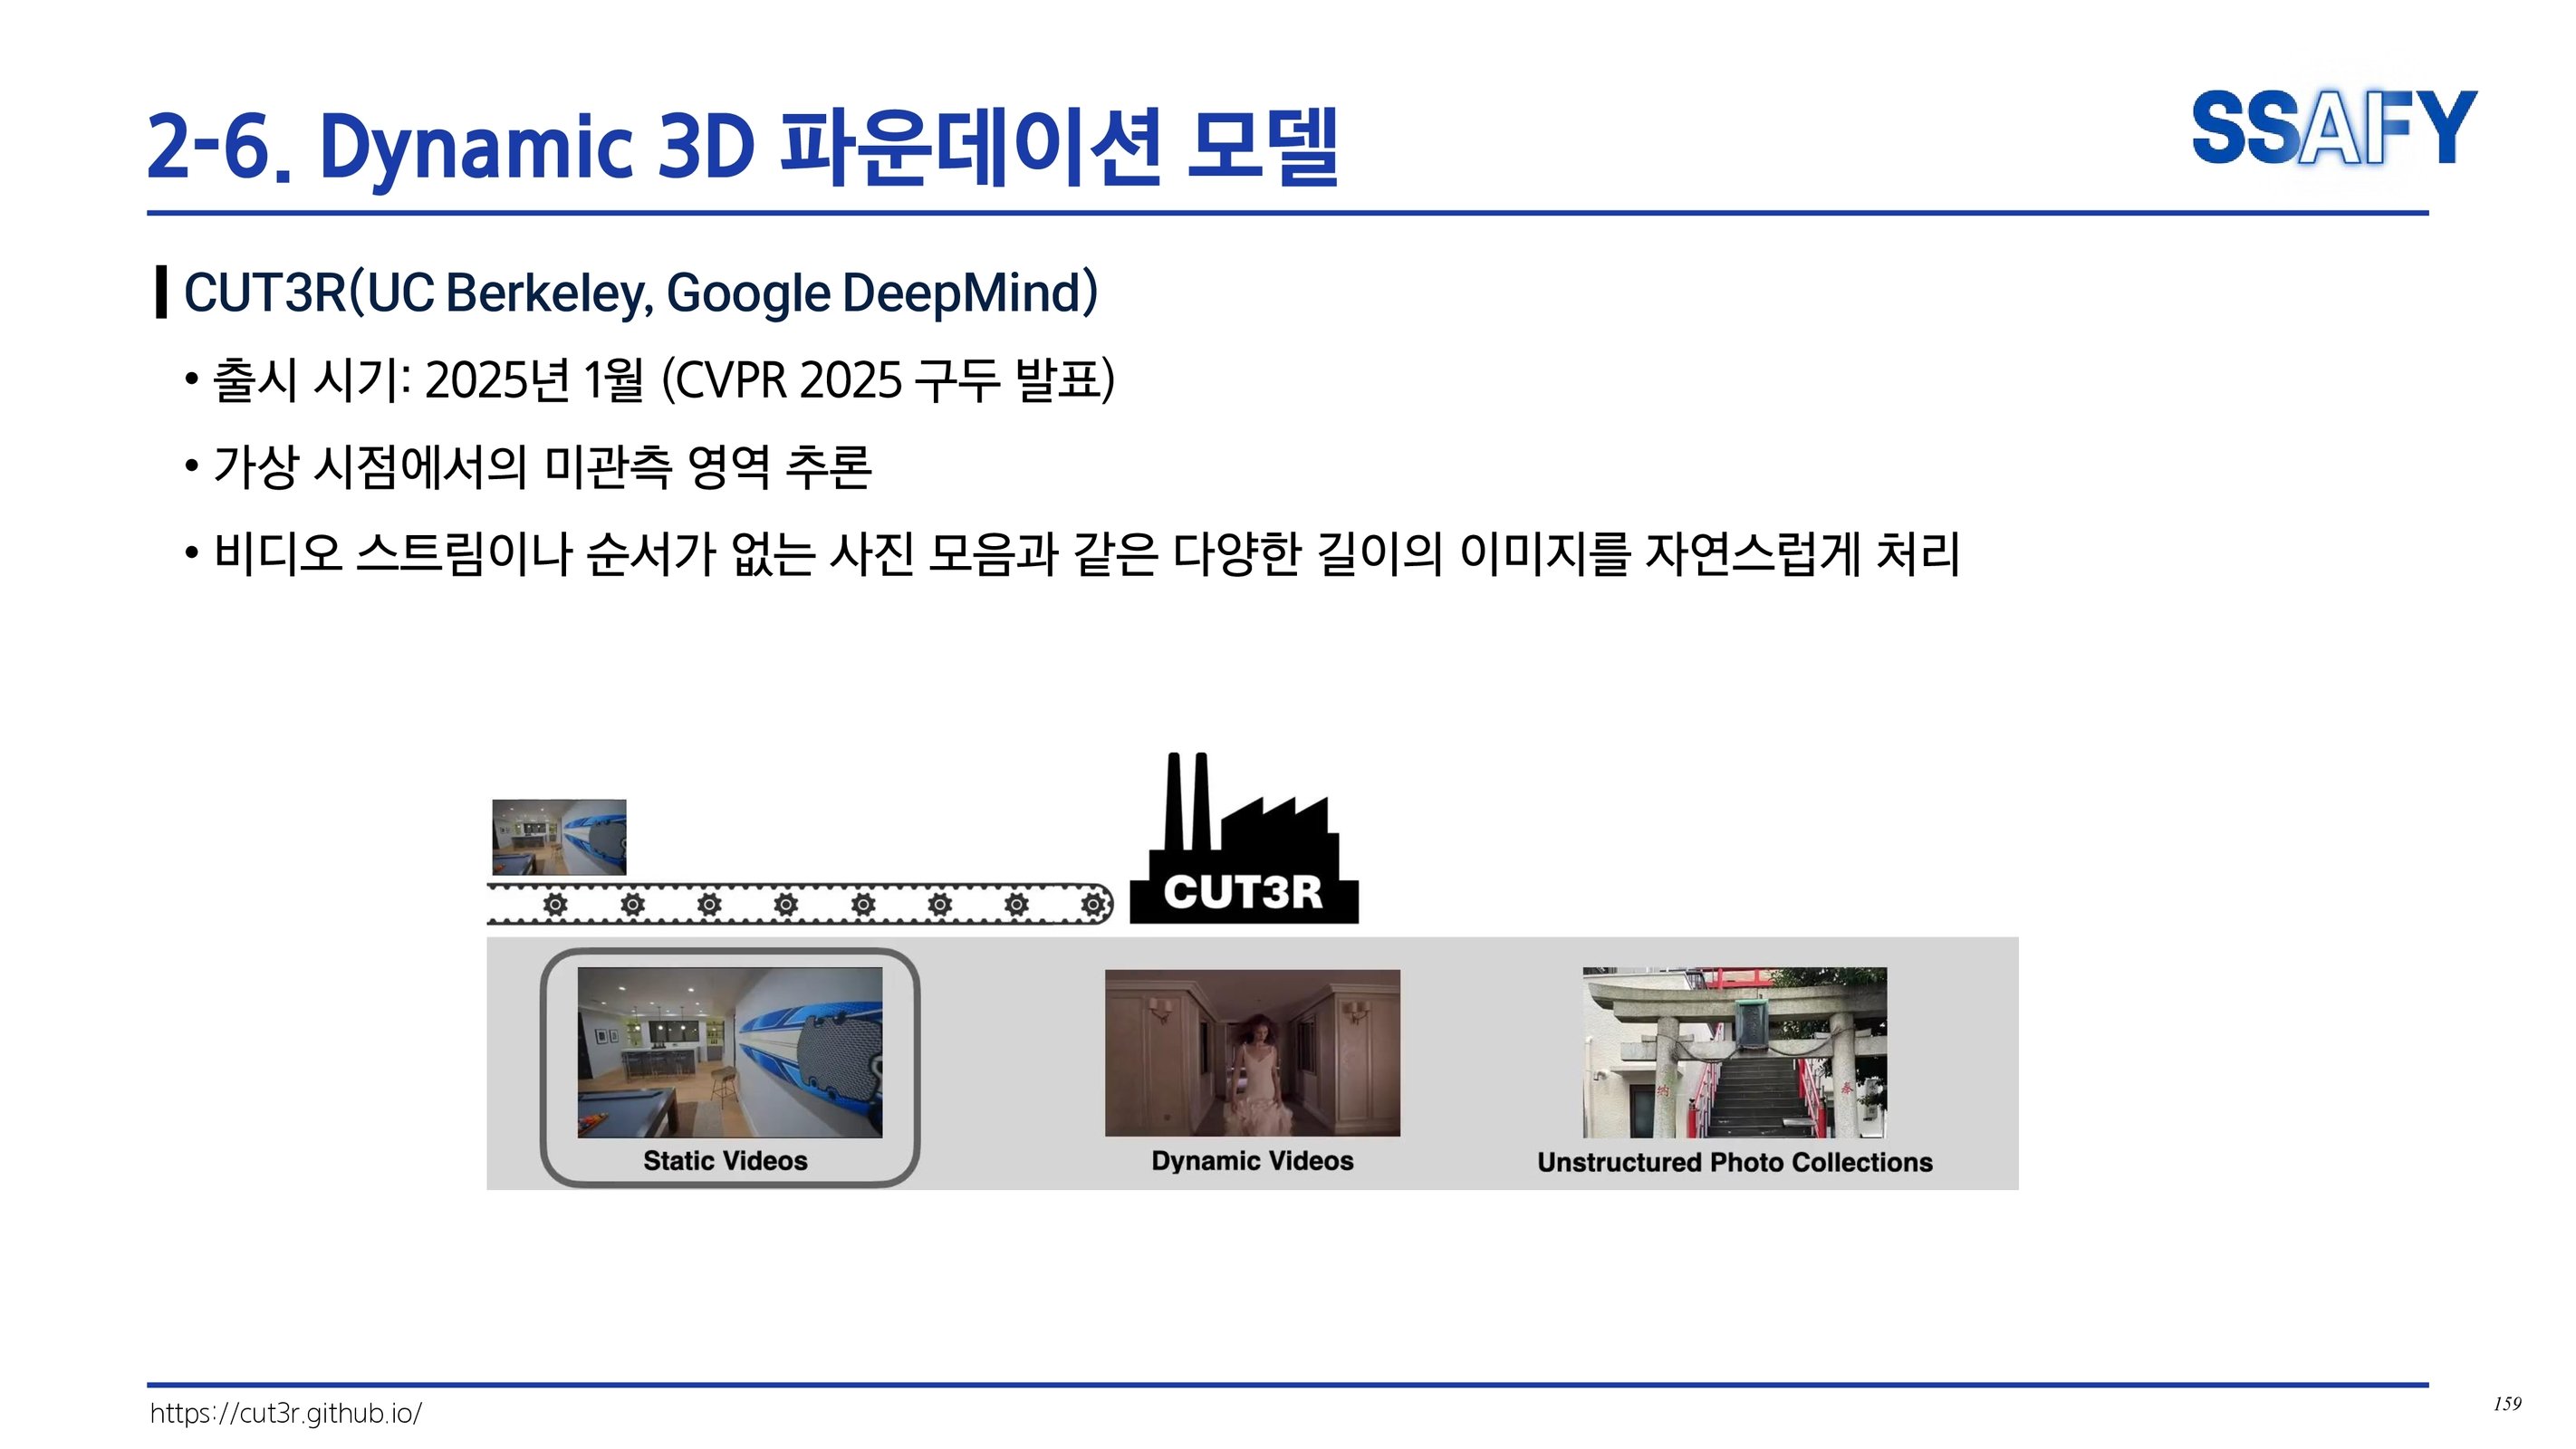 2-6. Dynamic 3D 파운데이션 모델
SSAFY
CUT3R(UC Berkeley, Google DeepMind)
• 출시 시기: 2025년 1월 (CVPR 2025 구두 발표)
• 가상 시점에서의 미관측 영역 추론
• 비디오 스트림이나 순서가 없는 사진 모음과 같은 다양한 길이의 이미지를 자연스럽게 처리
CUT3R
Static Videos
Dynamic Videos
Unstructured Photo Collections
https://cut3r.github.io/
159